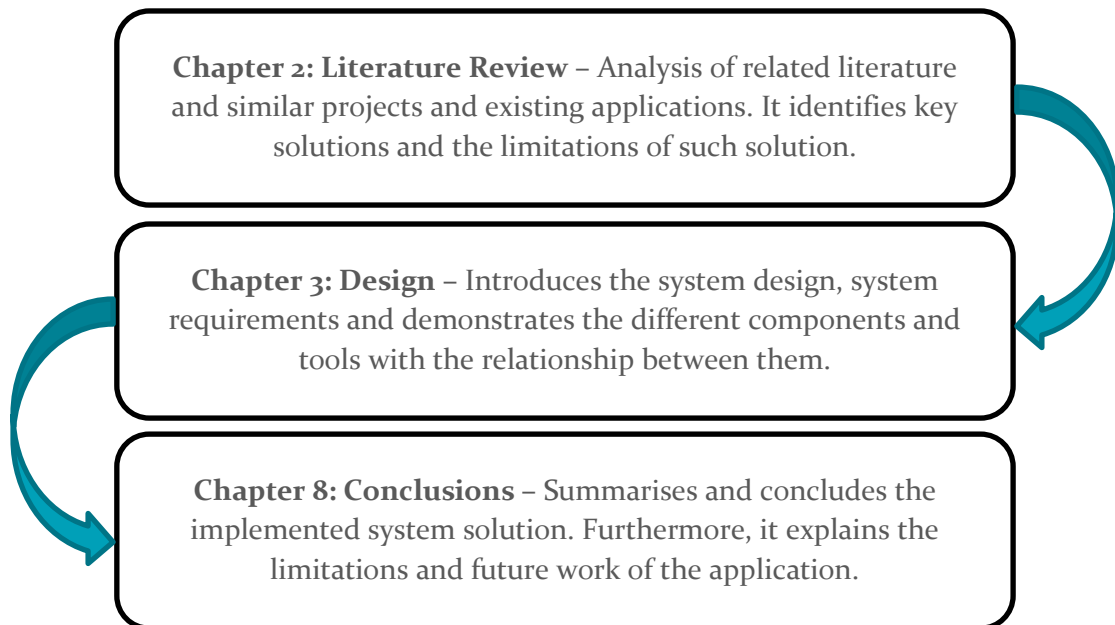 Chapter 2: Literature Review – Analysis of related literature
and similar projects and existing applications. It identifies key
solutions and the limitations of such solution.
Chapter 3: Design – Introduces the system design, system
requirements and demonstrates the different components and
tools with the relationship between them.
Chapter 8: Conclusions – Summarises and concludes the
implemented system solution. Furthermore, it explains the
limitations and future work of the application.